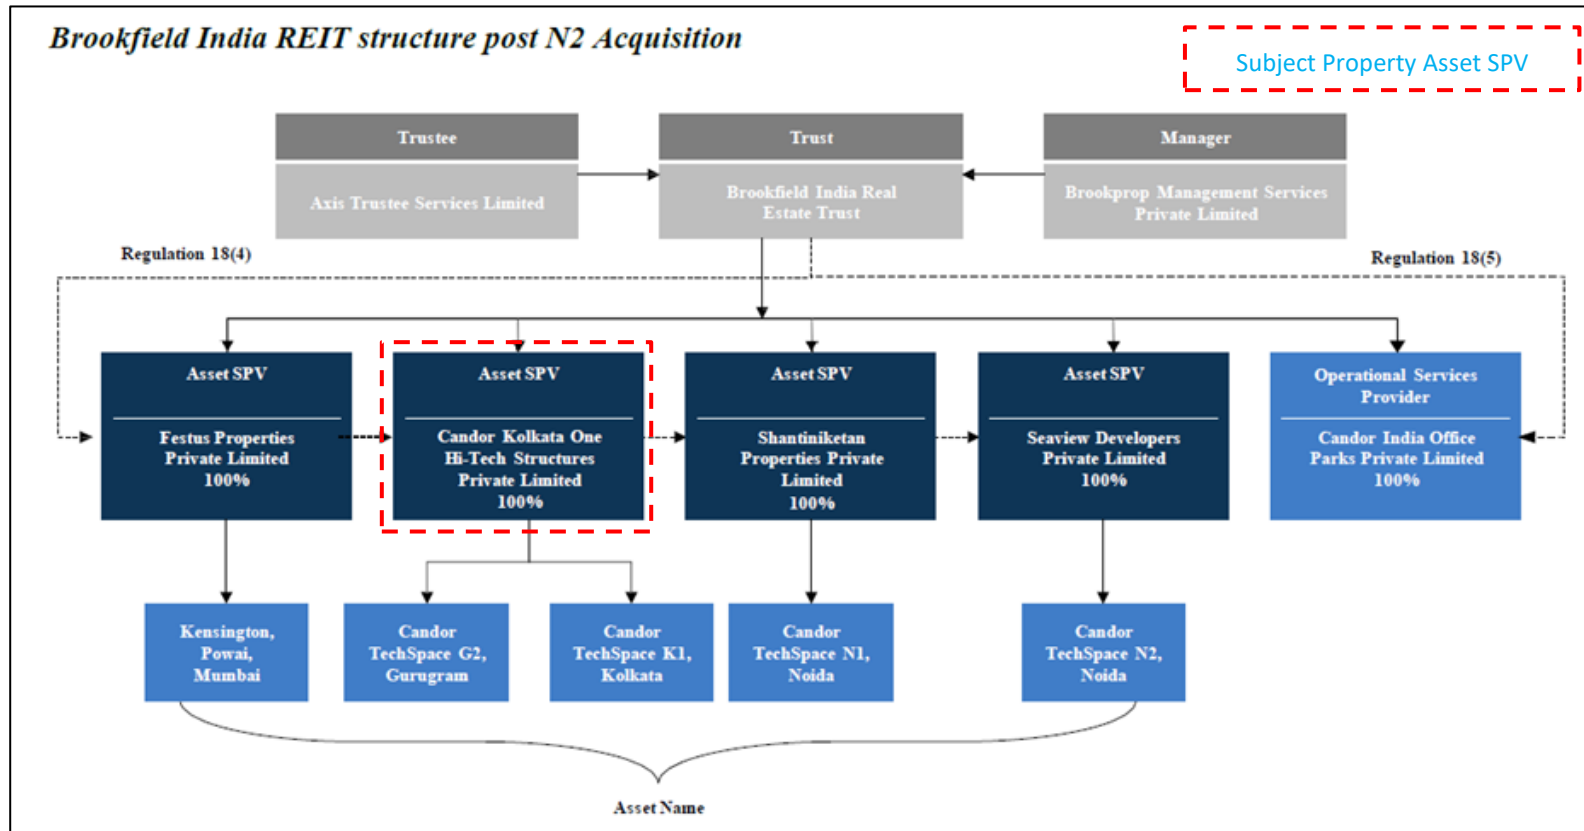 Brookfield India REIT structure post N2 Acquisition
Subject Property Asset SPV
Trustee
Axis Trustee Services Limited
Trust
Brookfield India Real
Estate Trust
Manager
Brookprop Management Services
Private Limited
Regulation 18(4)
Regulation 18(5)
Asset SPV
Festus Properties
Private Limited
100%
Asset SPV
Candor Kolkata One
Hi-Tech Structures
Private Limited
100%
Asset SPV
Shantiniketan
Properties Private
Limited
100%
Asset SPV
Seaview Developers
Private Limited
100%
Operational Services
Provider
Candor India Office
Parks Private Limited
100%
Kensington,
Powai,
Mumbai
Candor
TechSpace G2,
Gurugram
Candor
TechSpace K1,
Kolkata
Candor
TechSpace N1,
Noida
Candor
TechSpace N2,
Noida
Asset Name